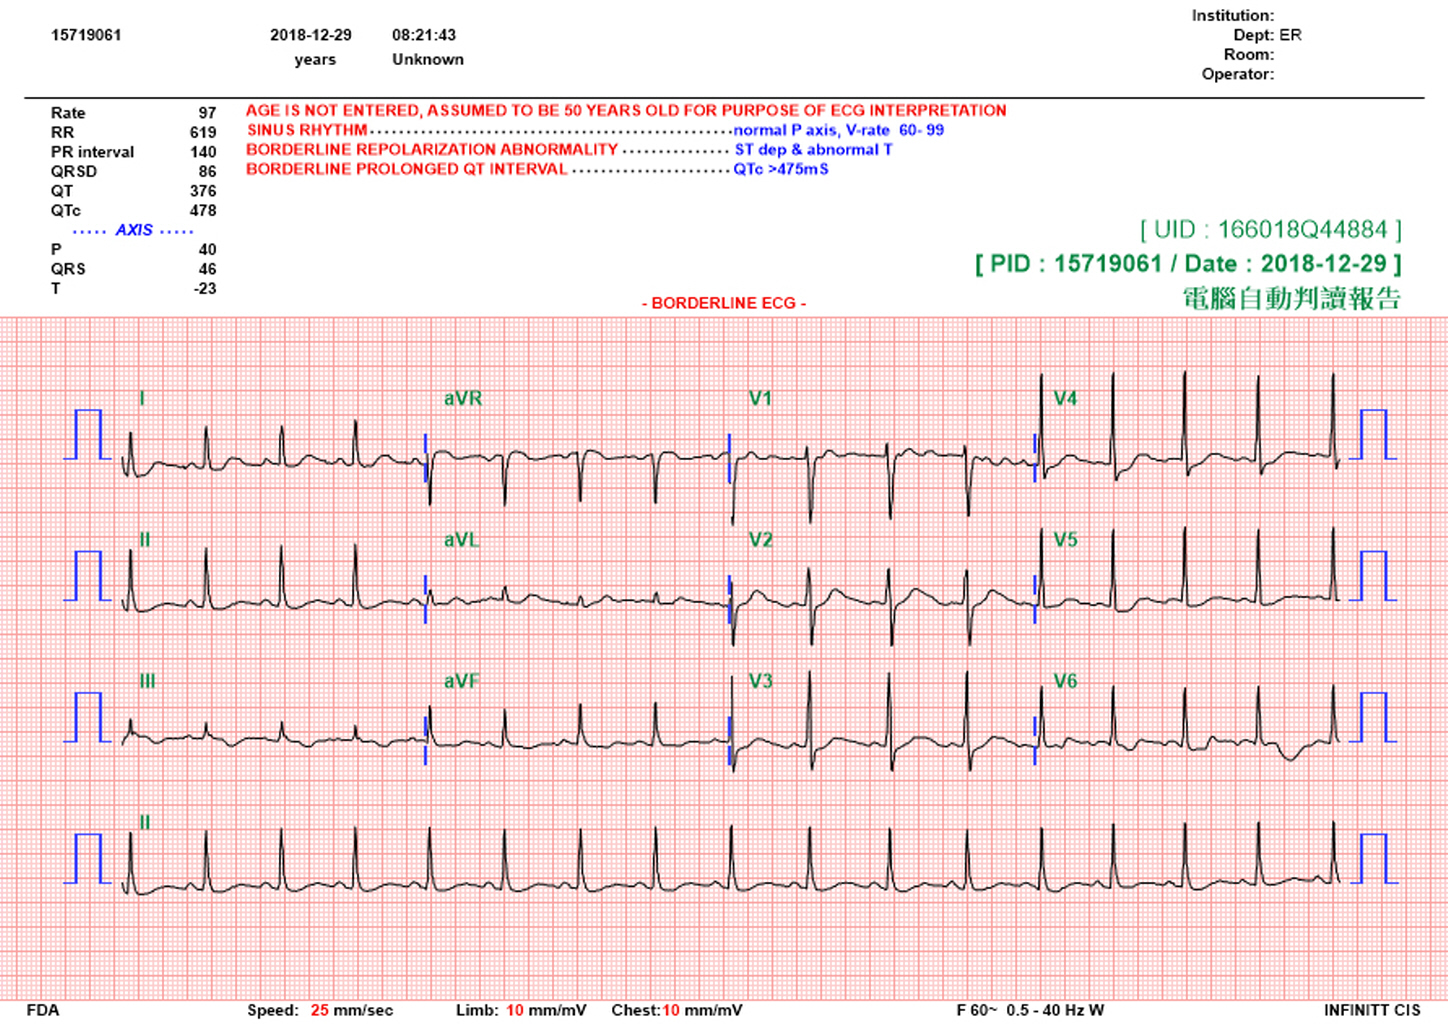 15719061 2018-12-29 08:21:43
years Unknown
Institution:
Dept: ER
Room:
Operator:
Rate 97
RR 619
PR interval 140
QRSD 86
QT 376
QTc 478
····· AXIS ·····
P 40
QRS 46
T -23
AGE IS NOT ENTERED, ASSUMED TO BE 50 YEARS OLD FOR PURPOSE OF ECG INTERPRETATION
SINUS RHYTHM··················································normal P axis, V-rate 60- 99
BORDERLINE REPOLARIZATION ABNORMALITY ··············· ST dep & abnormal T
BORDERLINE PROLONGED QT INTERVAL ······················QTc >475mS
[ UID : 166018Q44884 ]
[ PID : 15719061 / Date : 2018-12-29 ]
電腦自動判讀報告
- BORDERLINE ECG -
I aVR V1 V4
II aVL V2 V5
III aVF V3 V6
II
FDA Speed: 25 mm/sec Limb: 10 mm/mV Chest:10 mm/mV F 60~ 0.5 - 40 Hz W INFINITT CIS